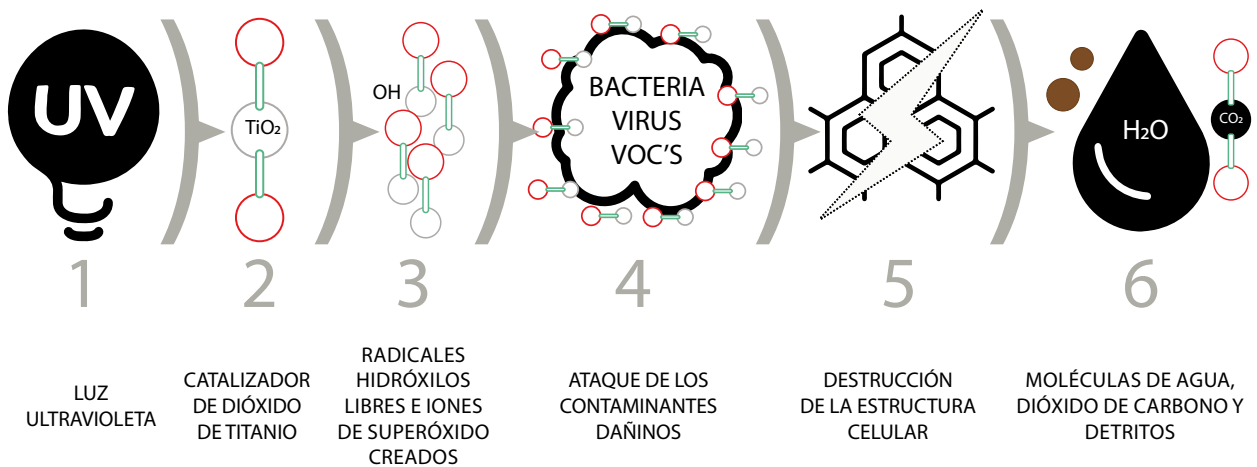 UV
TiO₂
OH
BACTERIA
VIRUS
VOC'S
H₂O
CO₂
1
2
3
4
5
6
LUZ
ULTRAVIOLETA
CATALIZADOR
DE DIÓXIDO
DE TITANIO
RADICALES
HIDRÓXILOS
LIBRES E IONES
DE SUPERÓXIDO
CREADOS
ATAQUE DE LOS
CONTAMINANTES
DAÑINOS
DESTRUCCIÓN
DE LA ESTRUCTURA
CELULAR
MOLÉCULAS DE AGUA,
DIÓXIDO DE CARBONO Y
DETRITOS